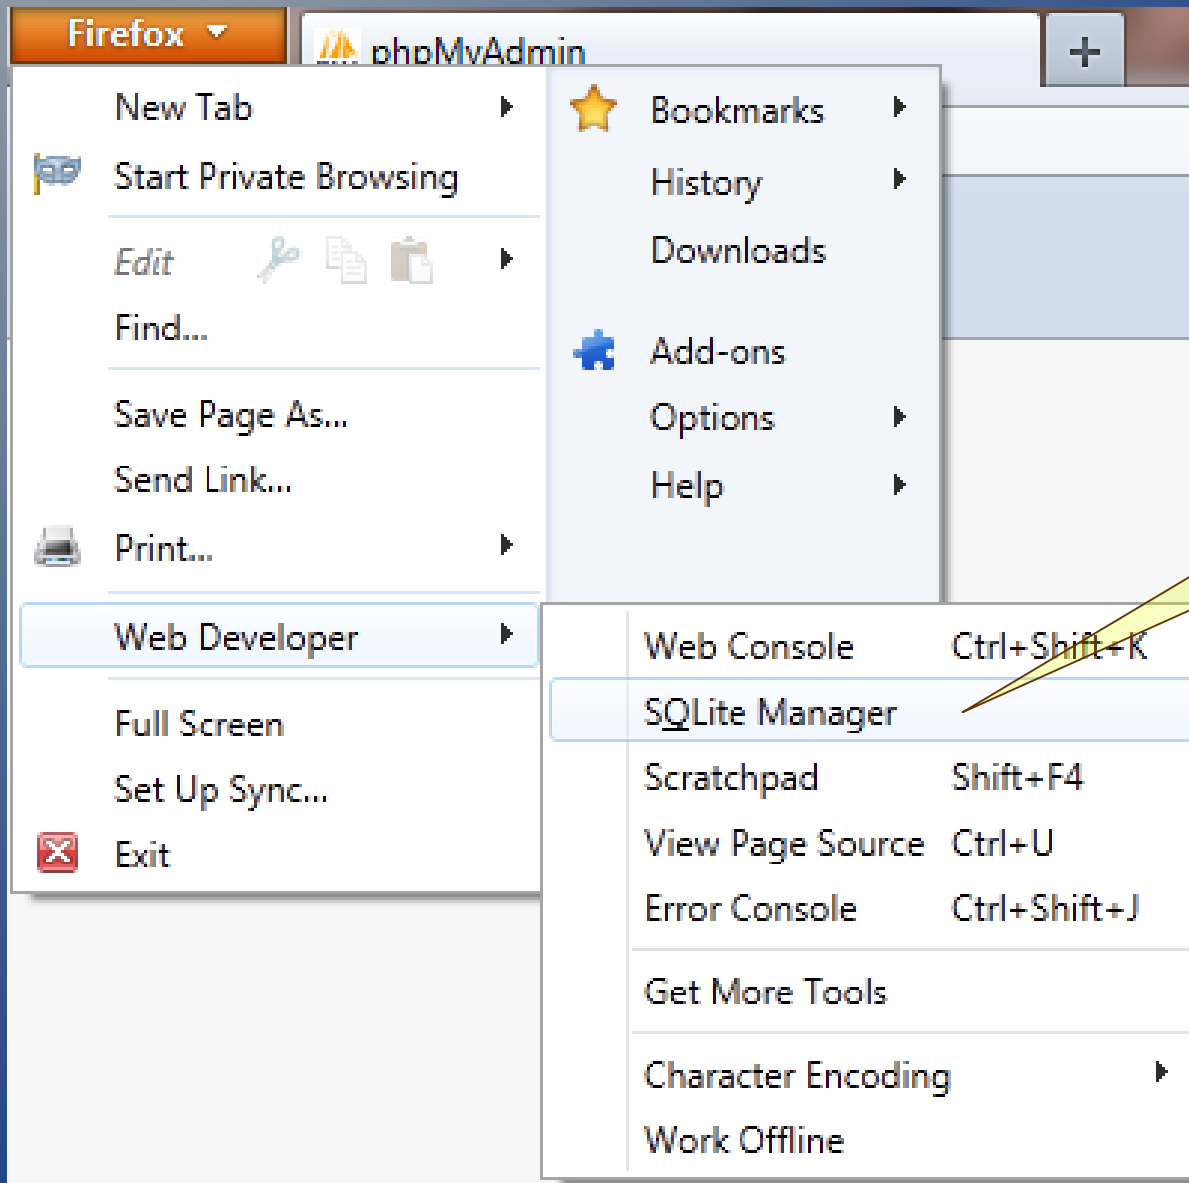 Firefox
phpMyAdmin
+
New Tab
Start Private Browsing
Edit
Find...
Save Page As...
Send Link...
Print...
Web Developer
Full Screen
Set Up Sync...
Exit
Bookmarks
History
Downloads
Add-ons
Options
Help
Web Console Ctrl+Shift+K
SQLite Manager
Scratchpad Shift+F4
View Page Source Ctrl+U
Error Console Ctrl+Shift+J
Get More Tools
Character Encoding
Work Offline